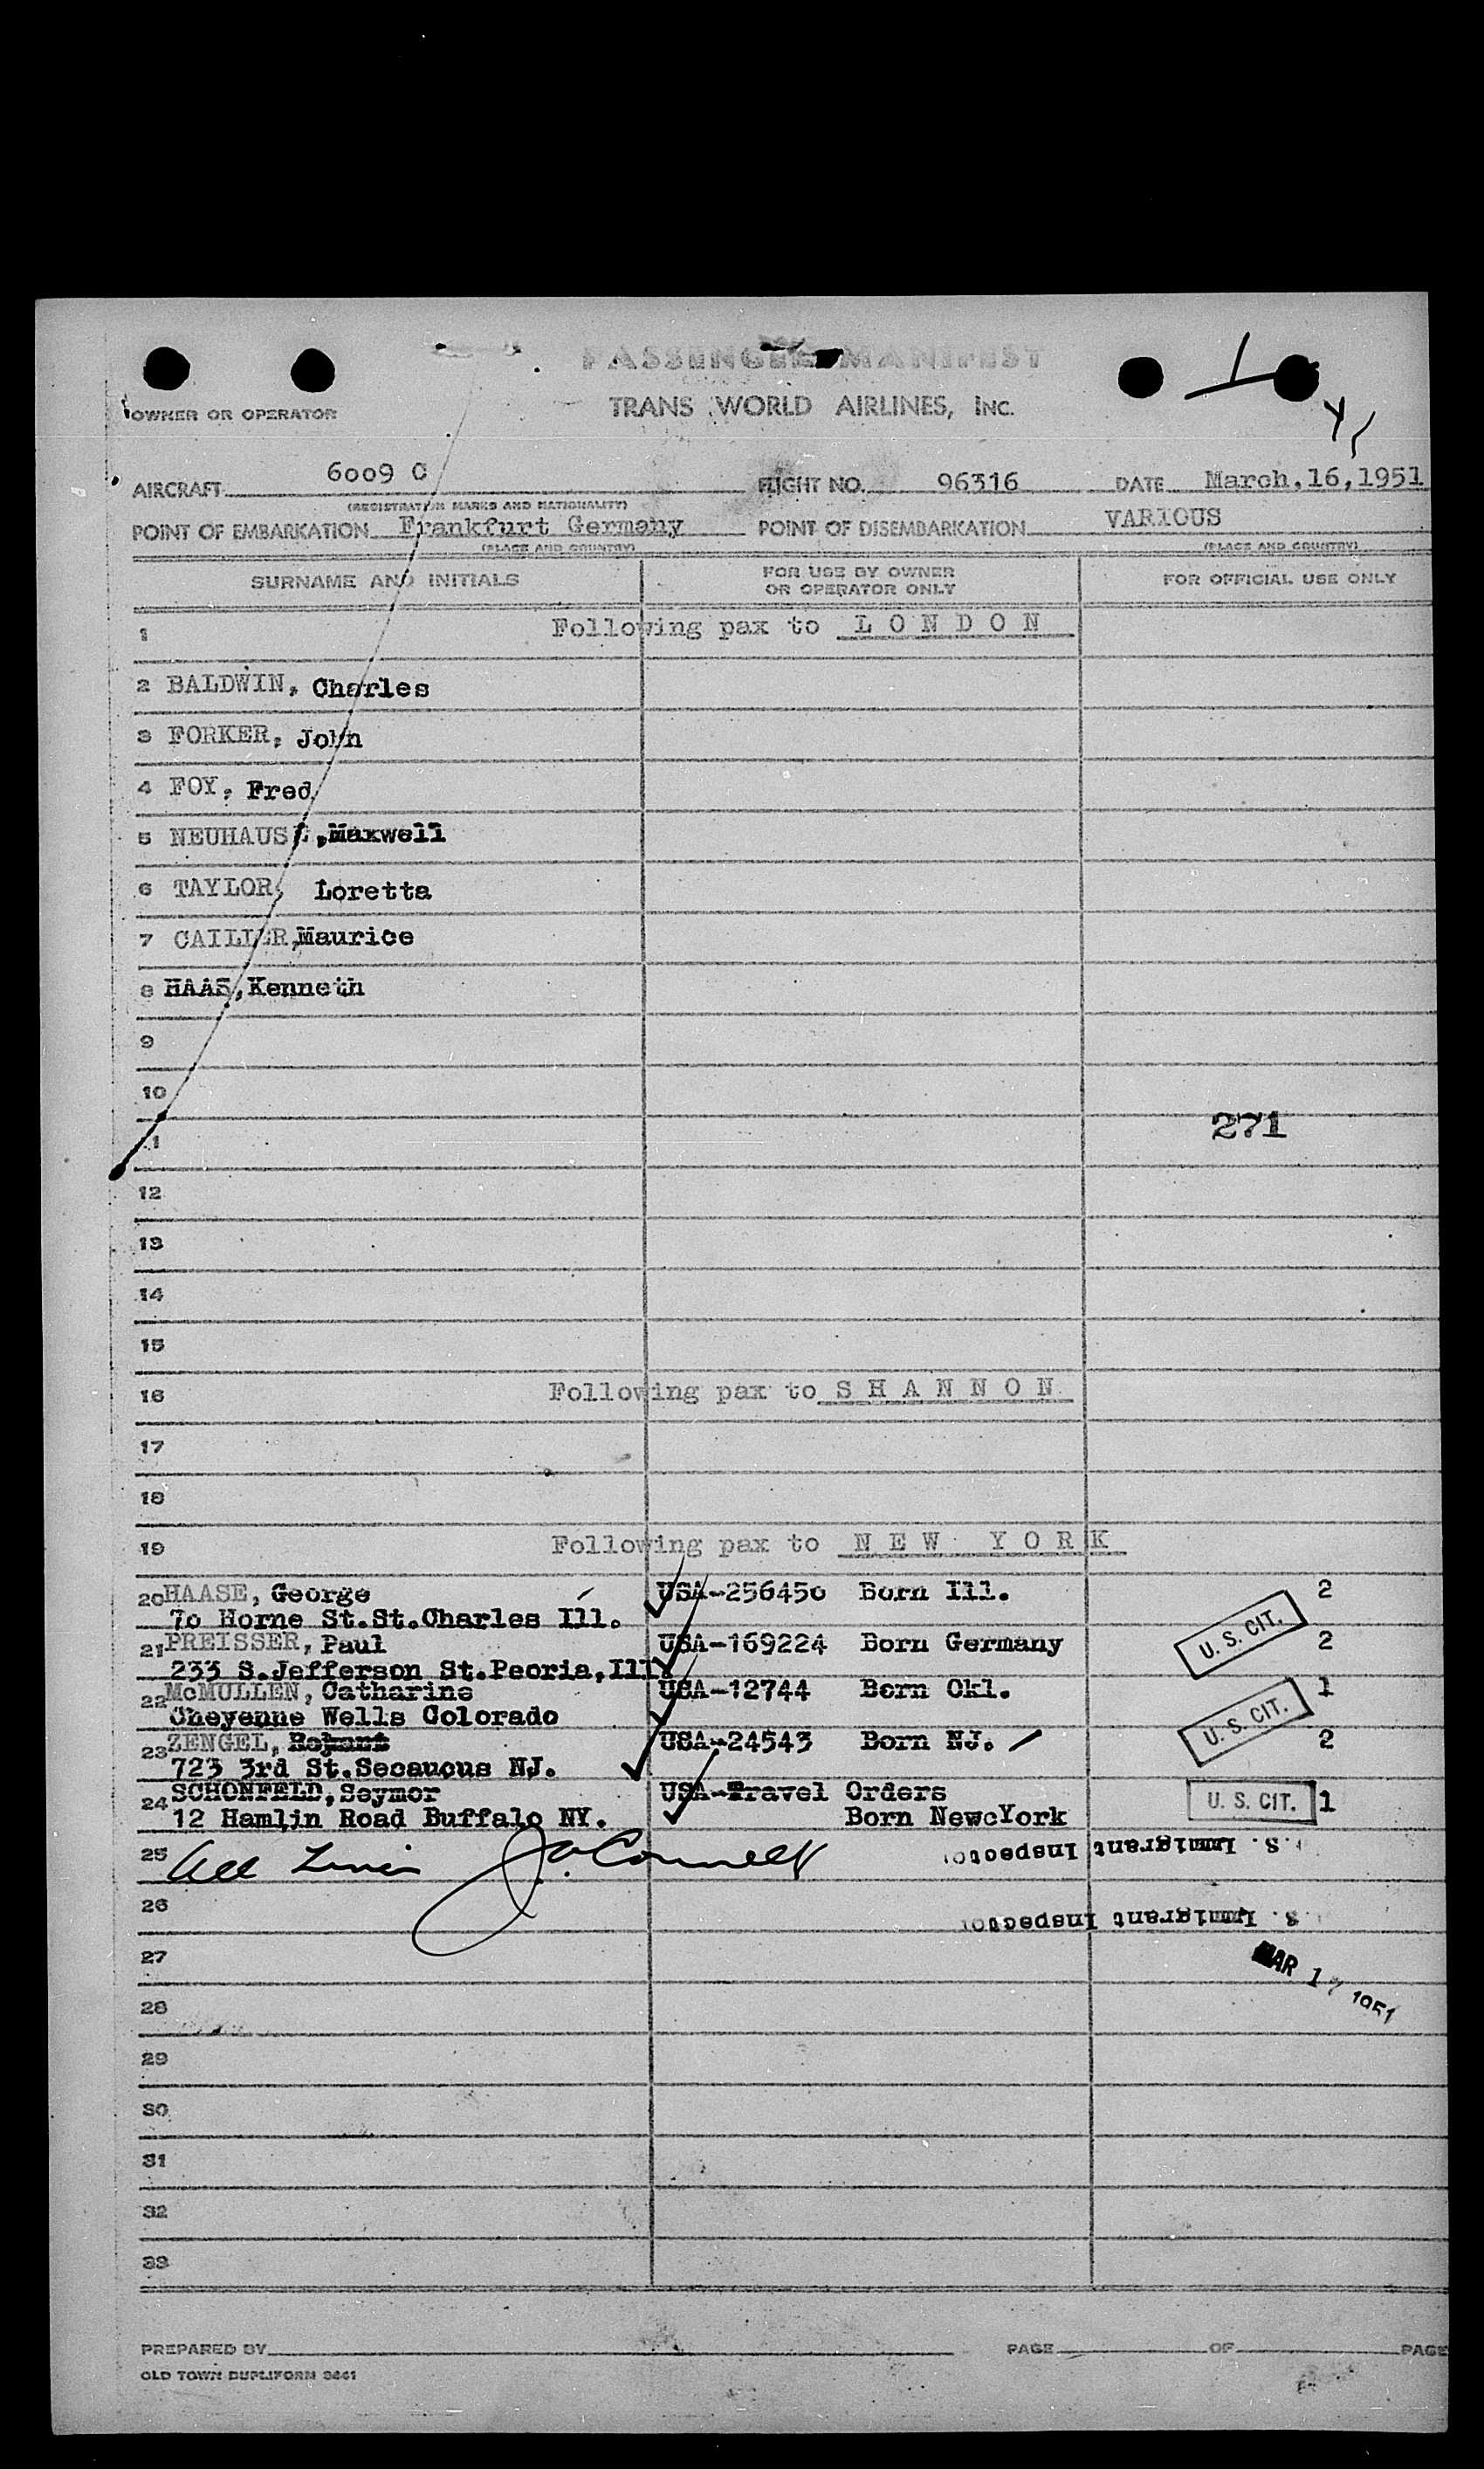 PASSENGER MANIFEST
OWNER OR OPERATOR
TRANS WORLD AIRLINES, INC.
AIRCRAFT 6009 C FLIGHT NO. 96316 DATE March,16,1951
(REGISTRATION MARKS AND NATIONALITY)
POINT OF EMBARKATION Frankfurt Germany POINT OF DISEMBARKATION VARIOUS
(PLACE AND COUNTRY) (PLACE AND COUNTRY)
SURNAME AND INITIALS FOR USE BY OWNER OR OPERATOR ONLY FOR OFFICIAL USE ONLY
1 Following pax to L O N D O N
2 BALDWIN, Charles
3 FORKER, John
4 FOY, Fred
5 NEUHAUS ,Maxwell
6 TAYLOR, Loretta
7 CAILLER,Maurice
8 HAAS,Kenneth
9
10
271
11
12
13
14
15
16 Following pax to S H A N N O N
17
18
19 Following pax to N E W Y O R K
20 HAASE, George USA-256450 Born Ill. 2
70 Horne St.St.Charles Ill.
U. S. CIT.
21 PREISSER, Paul USA-169224 Born Germany 2
233 S.Jefferson St.Peoria,Ill.
22 McMULLEN, Catharine USA-12744 Born Okl. 1
Cheyenne Wells Colorado
U. S. CIT.
23 ZENGEL, USA-24543 Born NJ. 2
723 3rd St.Secaucus NJ.
24 SCHONFELD,Seymor USA-Travel Orders U. S. CIT. 1
12 Hamlin Road Buffalo NY. Born NewcYork
25
S. Immigrant Inspector
26
S. Immigrant Inspector
27
MAR 17 1951
28
29
30
31
32
33
PREPARED BY PAGE OF PAGE
OLD TOWN DUPLIFORM 3661